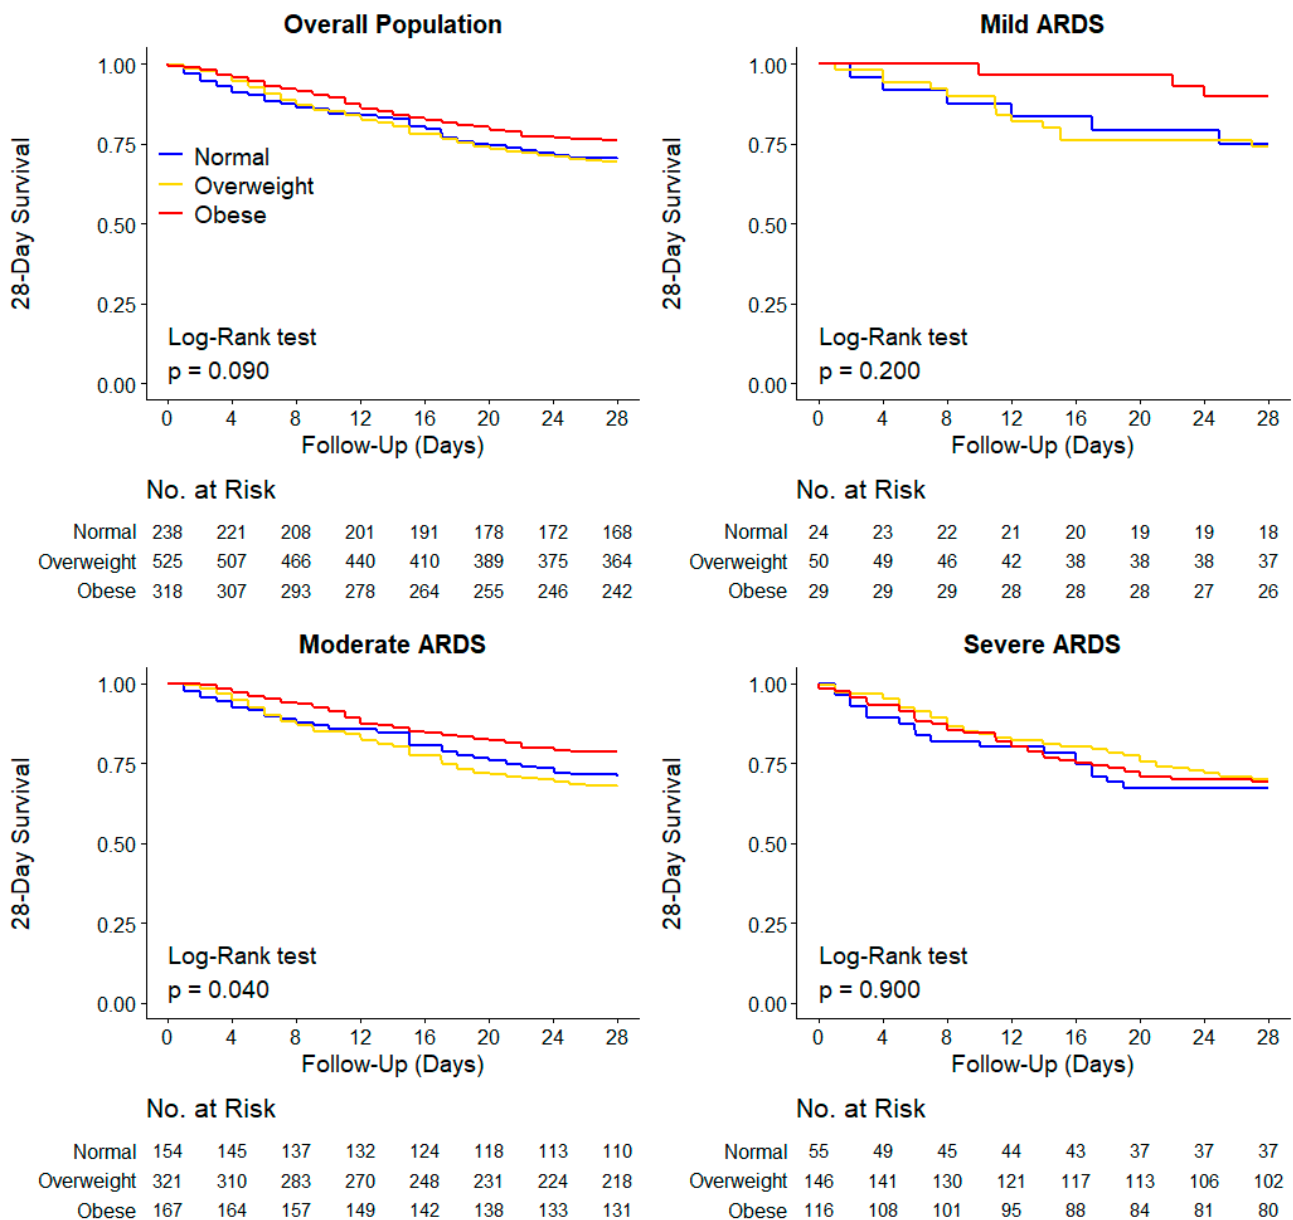 Overall Population
1.00
0.75
0.50
0.25
0.00
28-Day Survival
Normal
Overweight
Obese
Log-Rank test
p = 0.090
0 4 8 12 16 20 24 28
Follow-Up (Days)
No. at Risk
Normal 238 221 208 201 191 178 172 168
Overweight 525 507 466 440 410 389 375 364
Obese 318 307 293 278 264 255 246 242
Mild ARDS
1.00
0.75
0.50
0.25
0.00
28-Day Survival
Log-Rank test
p = 0.200
0 4 8 12 16 20 24 28
Follow-Up (Days)
No. at Risk
Normal 24 23 22 21 20 19 19 18
Overweight 50 49 46 42 38 38 38 37
Obese 29 29 29 28 28 28 27 26
Moderate ARDS
1.00
0.75
0.50
0.25
0.00
28-Day Survival
Log-Rank test
p = 0.040
0 4 8 12 16 20 24 28
Follow-Up (Days)
No. at Risk
Normal 154 145 137 132 124 118 113 110
Overweight 321 310 283 270 248 231 224 218
Obese 167 164 157 149 142 138 133 131
Severe ARDS
1.00
0.75
0.50
0.25
0.00
28-Day Survival
Log-Rank test
p = 0.900
0 4 8 12 16 20 24 28
Follow-Up (Days)
No. at Risk
Normal 55 49 45 44 43 37 37 37
Overweight 146 141 130 121 117 113 106 102
Obese 116 108 101 95 88 84 81 80